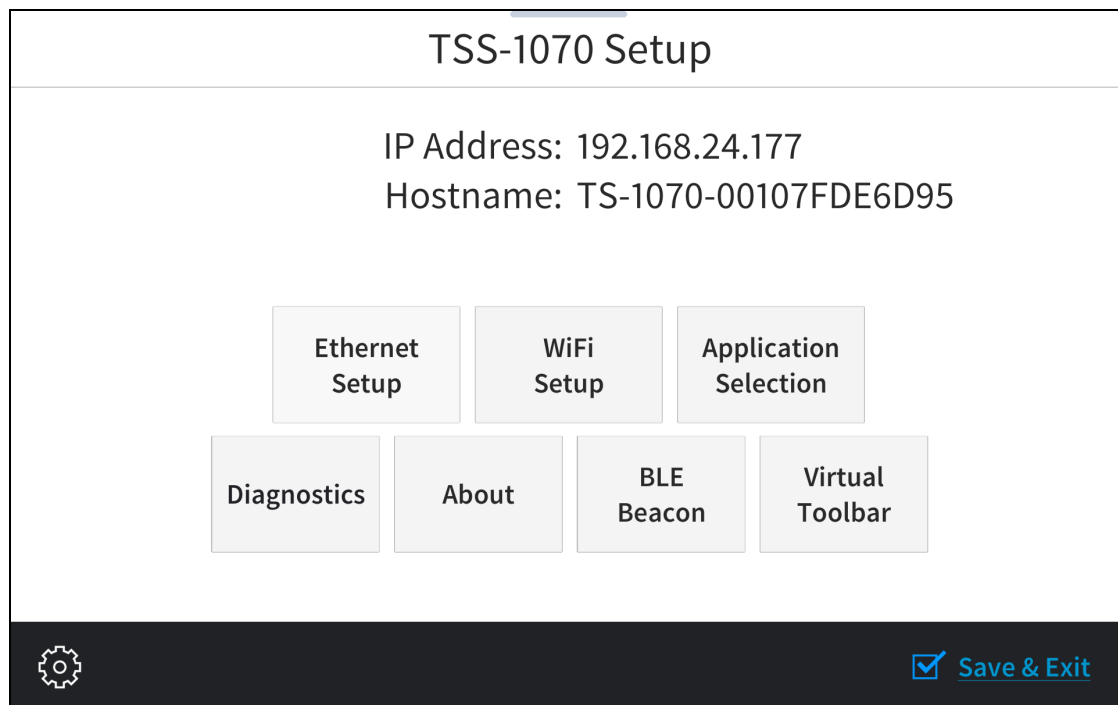 TSS-1070 Setup
IP Address: 192.168.24.177
Hostname: TS-1070-00107FDE6D95
Ethernet
Setup
WiFi
Setup
Application
Selection
Diagnostics
About
BLE
Beacon
Virtual
Toolbar
Save & Exit